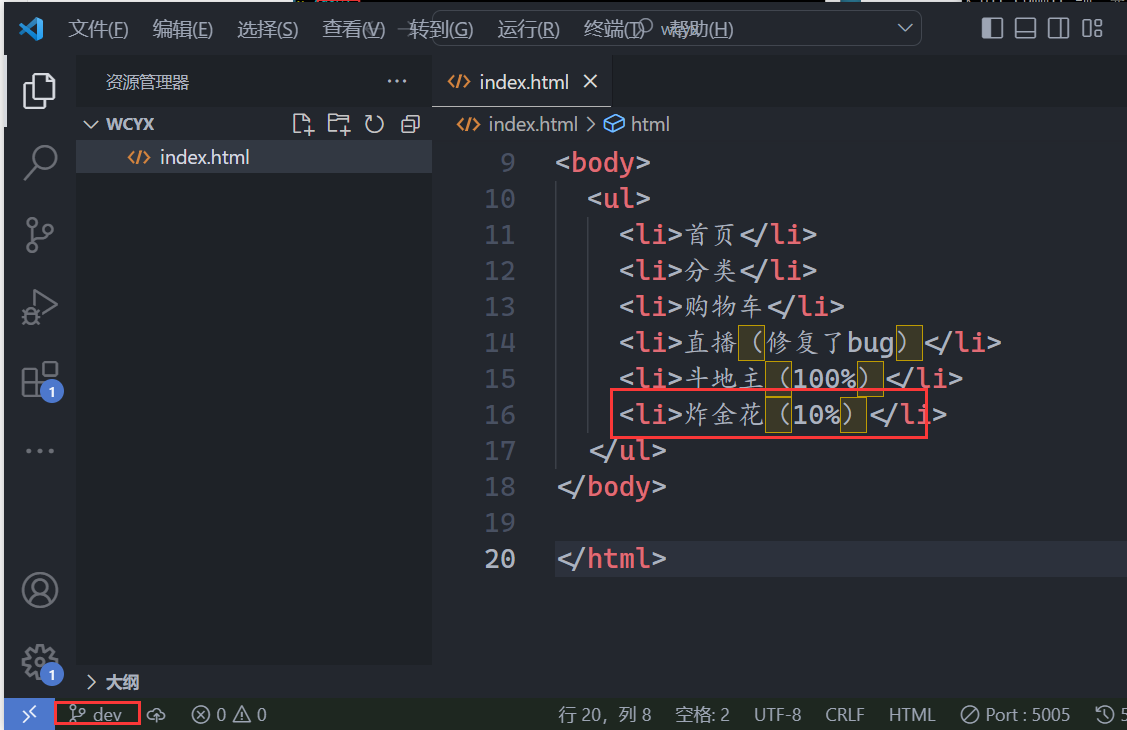 文件(F) 编辑(E) 选择(S) 查看(V) 转到(G) 运行(R) 终端(T) 帮助(H)
资源管理器 ···
index.html
WCYX
index.html > html
index.html
9 <body>
10 <ul>
11 <li>首页</li>
12 <li>分类</li>
13 <li>购物车</li>
14 <li>直播（修复了bug）</li>
15 <li>斗地主（100%）</li>
16 <li>炸金花（10%）</li>
17 </ul>
18 </body>
19
20 </html>
1
1
大纲
dev 0 0 行 20，列 8 空格: 2 UTF-8 CRLF HTML Port : 5005